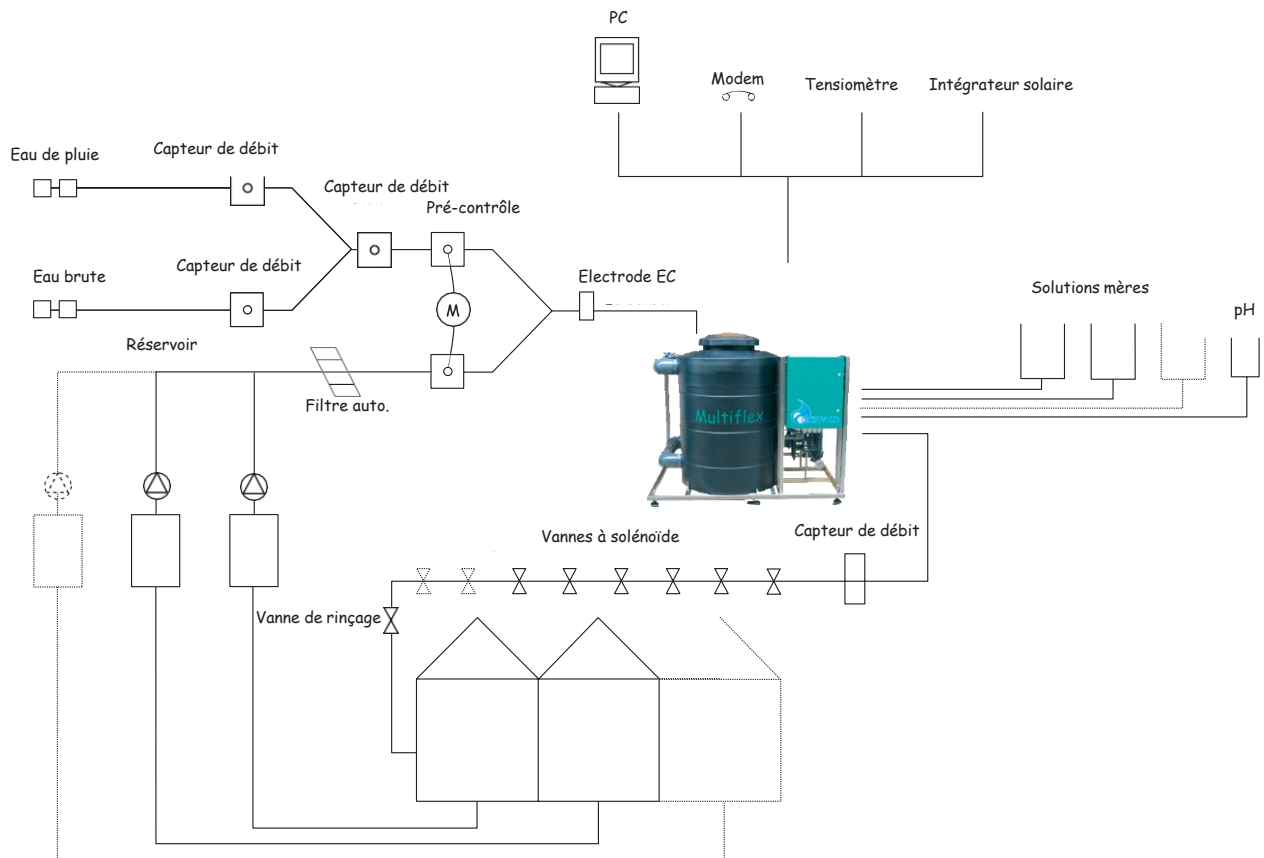 PC
Modem
Tensiomètre
Intégrateur solaire
Eau de pluie
Capteur de débit
Capteur de débit
Pré-contrôle
Eau brute
Capteur de débit
Electrode EC
Solutions mères
pH
M
Réservoir
Filtre auto.
Multiflex
Vannes à solénoïde
Capteur de débit
Vanne de rinçage